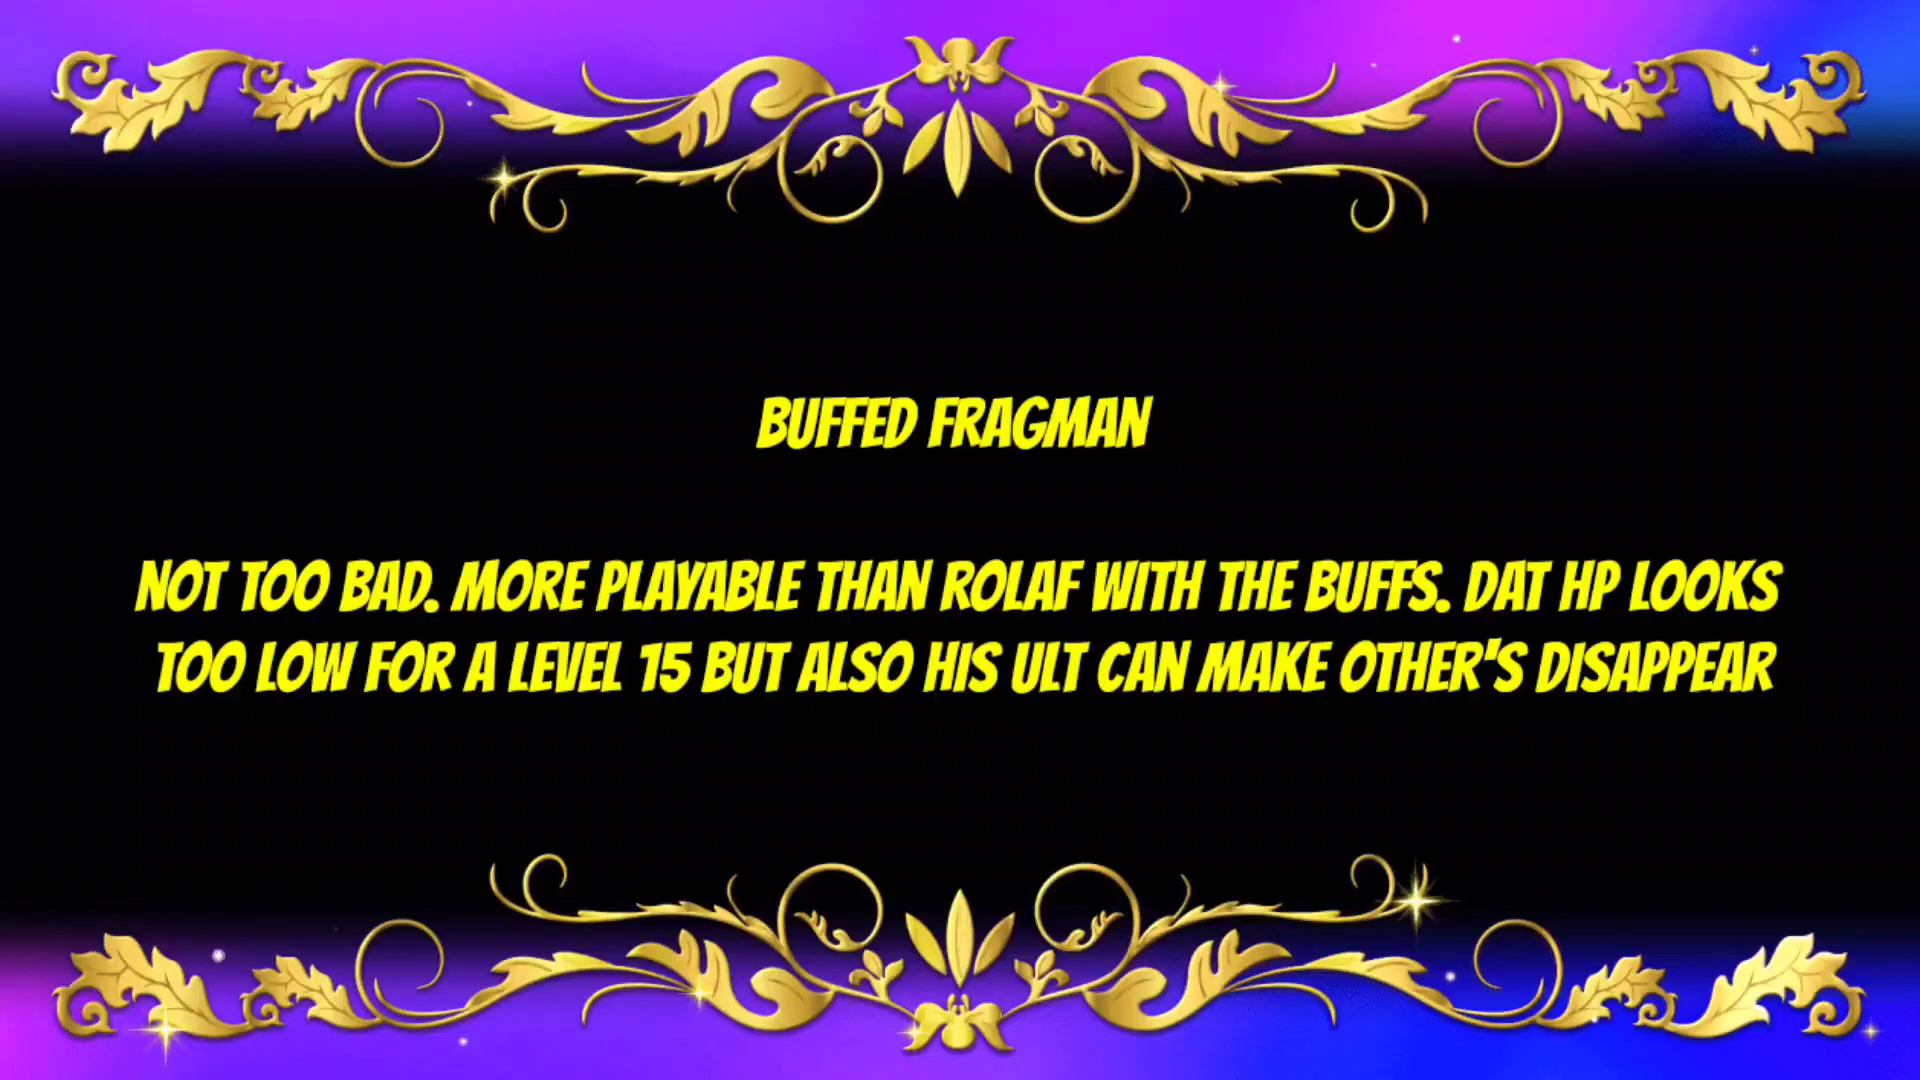 BUFFED FRAGMAN
NOT TOO BAD. MORE PLAYABLE THAN ROLAF WITH THE BUFFS. DAT HP LOOKS
TOO LOW FOR A LEVEL 15 BUT ALSO HIS ULT CAN MAKE OTHER'S DISAPPEAR